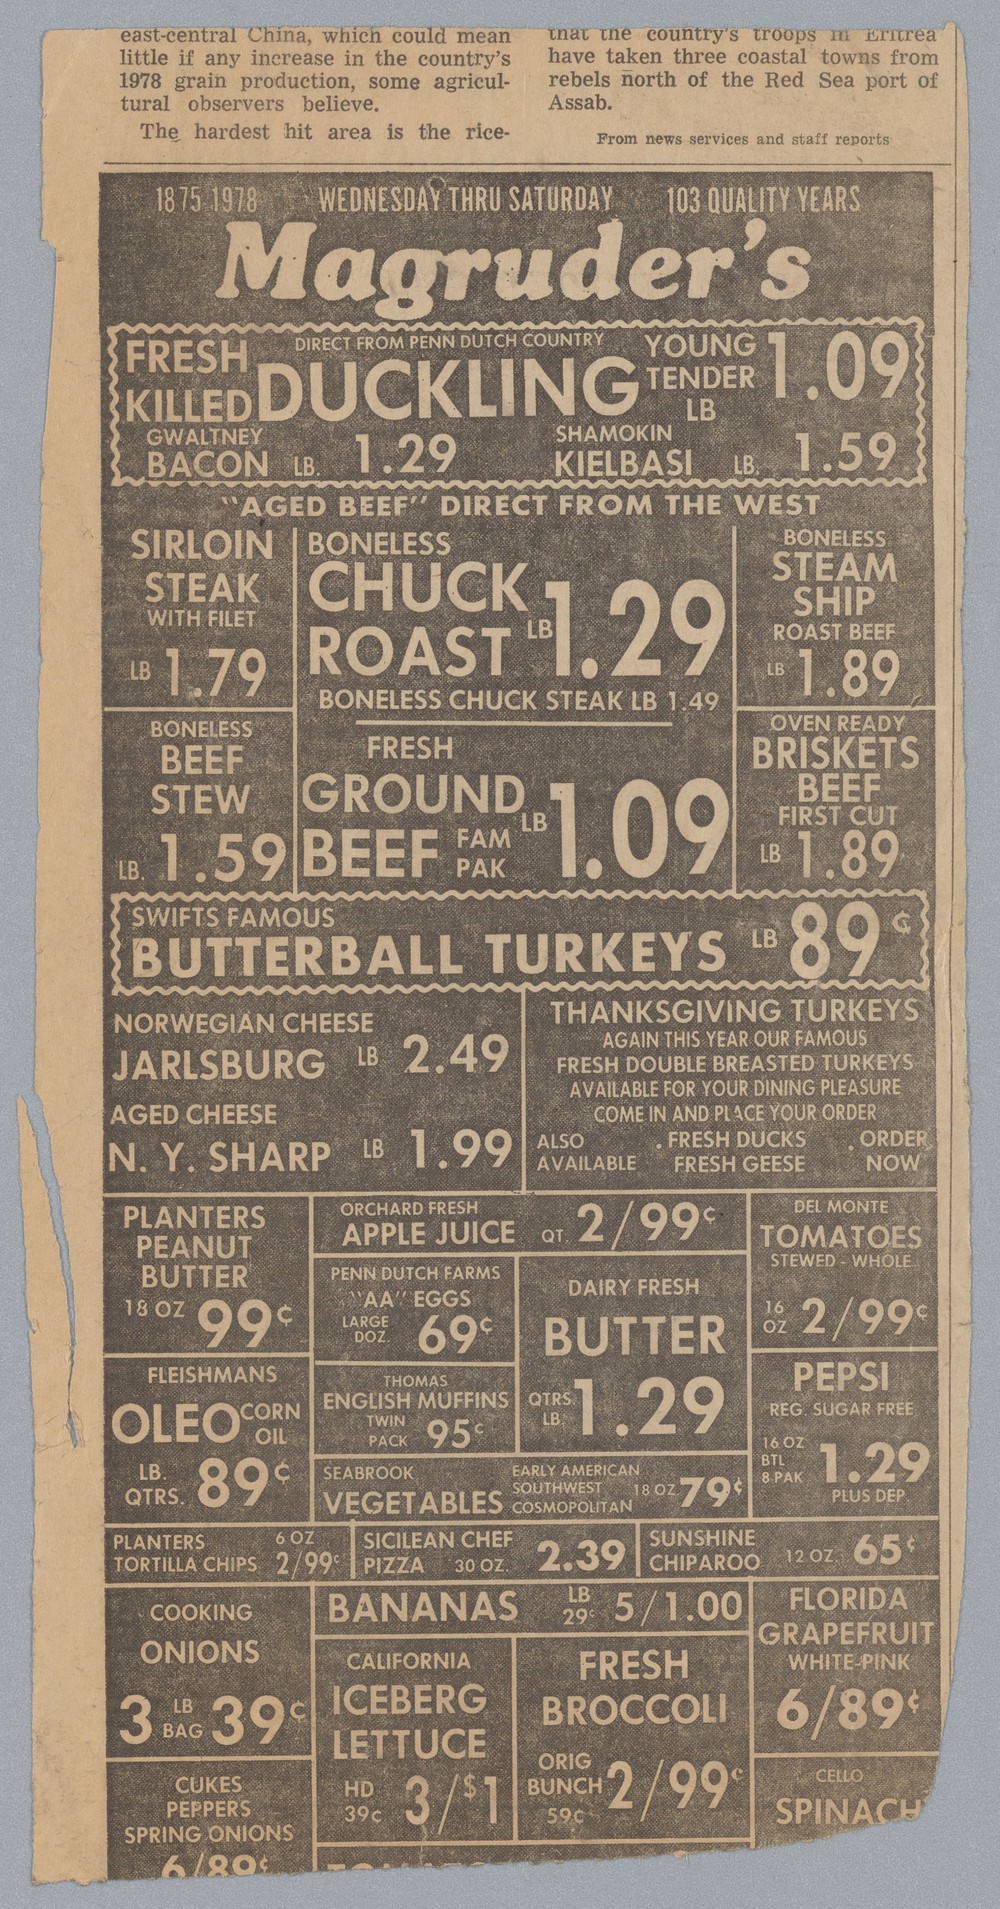 east-central China, which could mean
little if any increase in the country's
1978 grain production, some agricul-
tural observers believe.
The hardest hit area is the rice-
that the country's troops in Eritrea
have taken three coastal towns from
rebels north of the Red Sea port of
Assab.
From news services and staff reports
1875 1978 WEDNESDAY THRU SATURDAY 103 QUALITY YEARS
Magruder's
FRESH
KILLED
DIRECT FROM PENN DUTCH COUNTRY
DUCKLING
YOUNG
TENDER
LB
1.09
GWALTNEY
BACON LB. 1.29
SHAMOKIN
KIELBASI LB. 1.59
"AGED BEEF" DIRECT FROM THE WEST
SIRLOIN
STEAK
WITH FILET
LB 1.79
BONELESS
CHUCK
ROAST LB 1.29
BONELESS CHUCK STEAK LB 1.49
BONELESS
STEAM
SHIP
ROAST BEEF
LB 1.89
BONELESS
BEEF
STEW
LB. 1.59
FRESH
GROUND
BEEF FAM
PAK
LB 1.09
OVEN READY
BRISKETS
BEEF
FIRST CUT
LB 1.89
SWIFTS FAMOUS
BUTTERBALL TURKEYS LB 89¢
NORWEGIAN CHEESE
JARLSBURG LB 2.49
AGED CHEESE
N. Y. SHARP LB 1.99
THANKSGIVING TURKEYS
AGAIN THIS YEAR OUR FAMOUS
FRESH DOUBLE BREASTED TURKEYS
AVAILABLE FOR YOUR DINING PLEASURE
COME IN AND PLACE YOUR ORDER
ALSO . FRESH DUCKS . ORDER
AVAILABLE FRESH GEESE NOW
PLANTERS
PEANUT
BUTTER
18 OZ 99¢
ORCHARD FRESH
APPLE JUICE QT. 2/99¢
DEL MONTE
TOMATOES
STEWED - WHOLE
16
OZ 2/99¢
PENN DUTCH FARMS
"AA" EGGS
LARGE
DOZ. 69¢
DAIRY FRESH
BUTTER
QTRS.
LB. 1.29
FLEISHMANS
OLEO CORN
OIL
LB.
QTRS. 89¢
THOMAS
ENGLISH MUFFINS
TWIN
PACK 95¢
PEPSI
REG. SUGAR FREE
16 OZ
BTL
8 PAK 1.29
PLUS DEP.
SEABROOK
VEGETABLES
EARLY AMERICAN
SOUTHWEST
COSMOPOLITAN
18 OZ 79¢
PLANTERS 6 OZ
TORTILLA CHIPS 2/99¢
SICILEAN CHEF
PIZZA 30 OZ. 2.39
SUNSHINE
CHIPAROO 12 OZ. 65¢
COOKING
ONIONS
3 LB
BAG 39¢
BANANAS LB
29¢ 5/1.00
FLORIDA
GRAPEFRUIT
WHITE-PINK
6/89¢
CALIFORNIA
ICEBERG
LETTUCE
HD
39c 3/$1
FRESH
BROCCOLI
ORIG
BUNCH
59c 2/99¢
CUKES
PEPPERS
SPRING ONIONS
6/89¢
CELLO
SPINACH